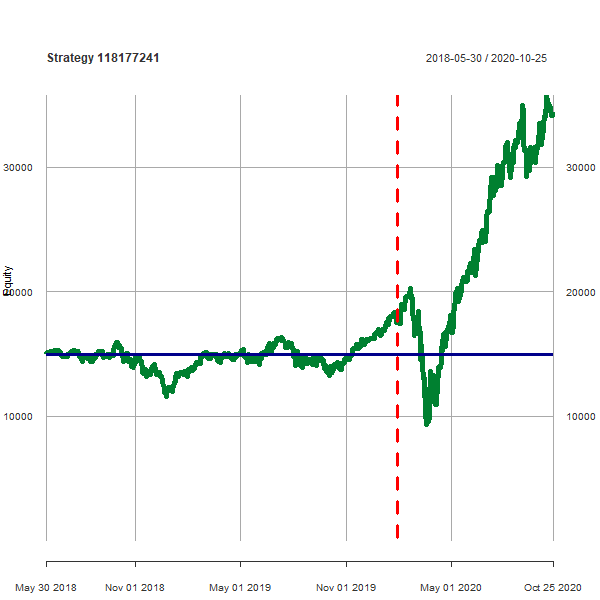 Strategy 118177241
2018-05-30 / 2020-10-25
30000
30000
Equity
20000
20000
10000
10000
May 30 2018
Nov 01 2018
May 01 2019
Nov 01 2019
May 01 2020
Oct 25 2020